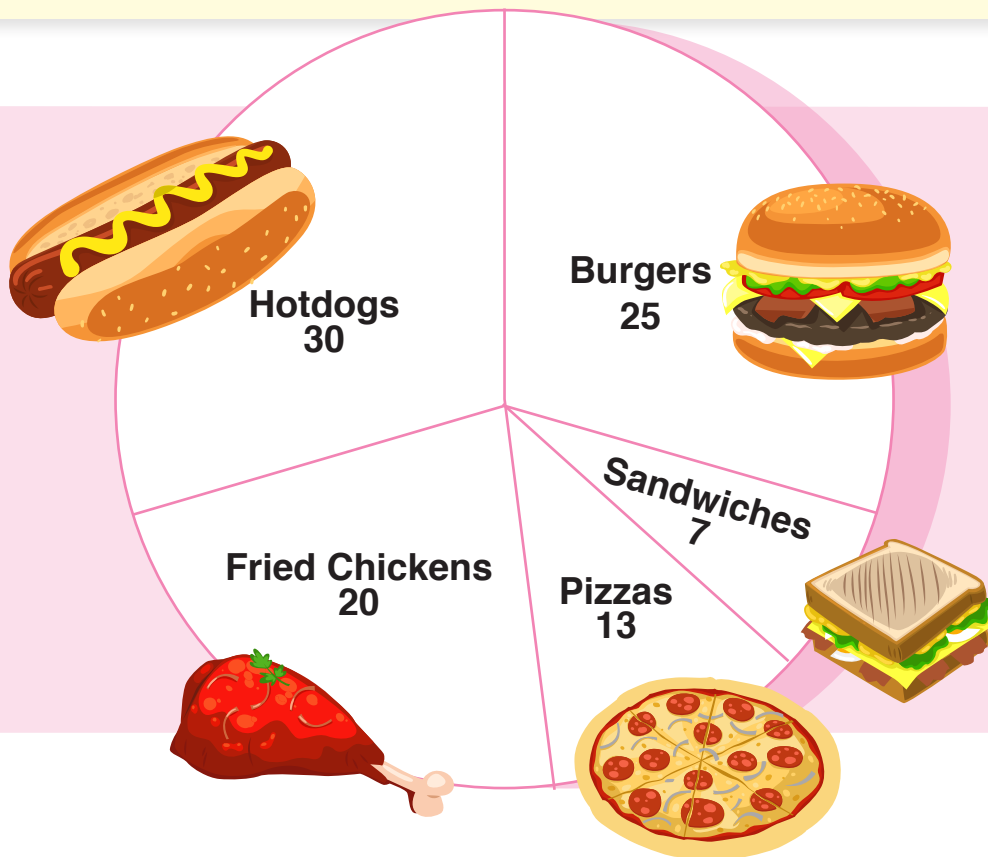 Hotdogs
30
Burgers
25
Sandwiches
7
Pizzas
13
Fried Chickens
20